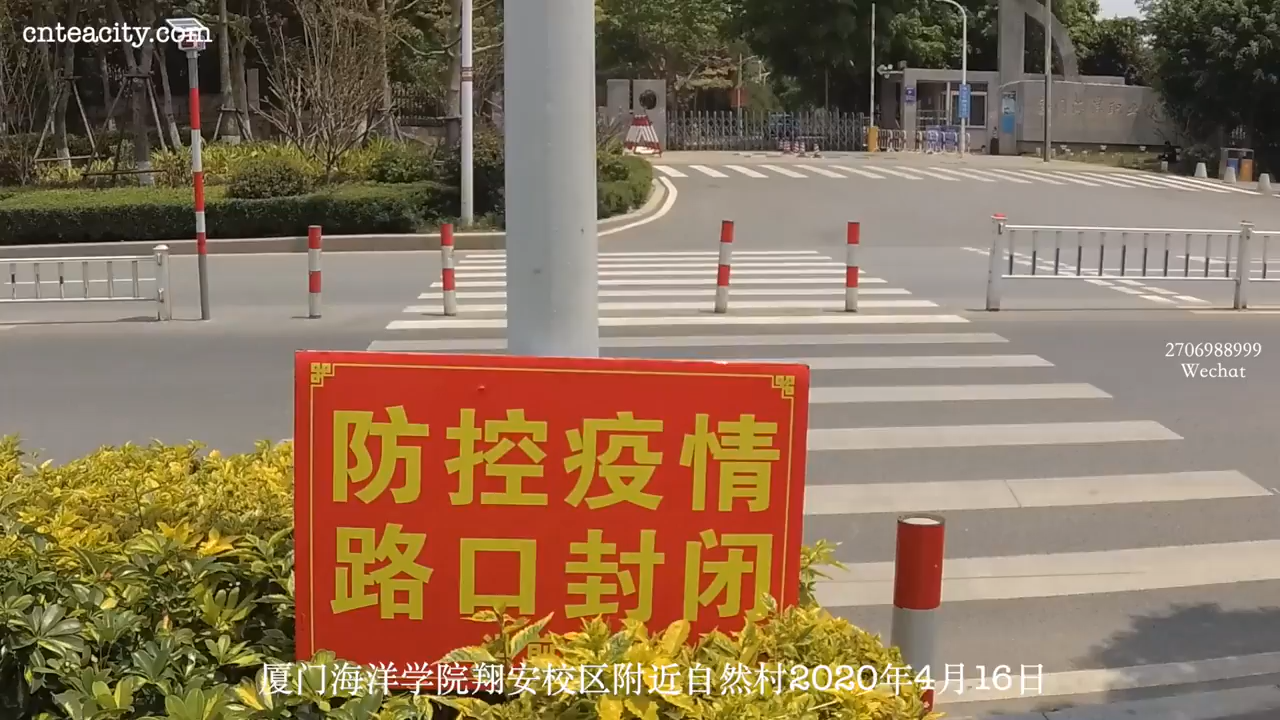 cnteacity.com
2706988999
Wechat
防控疫情
路口封闭
厦门海洋学院翔安校区附近自然村2020年4月16日